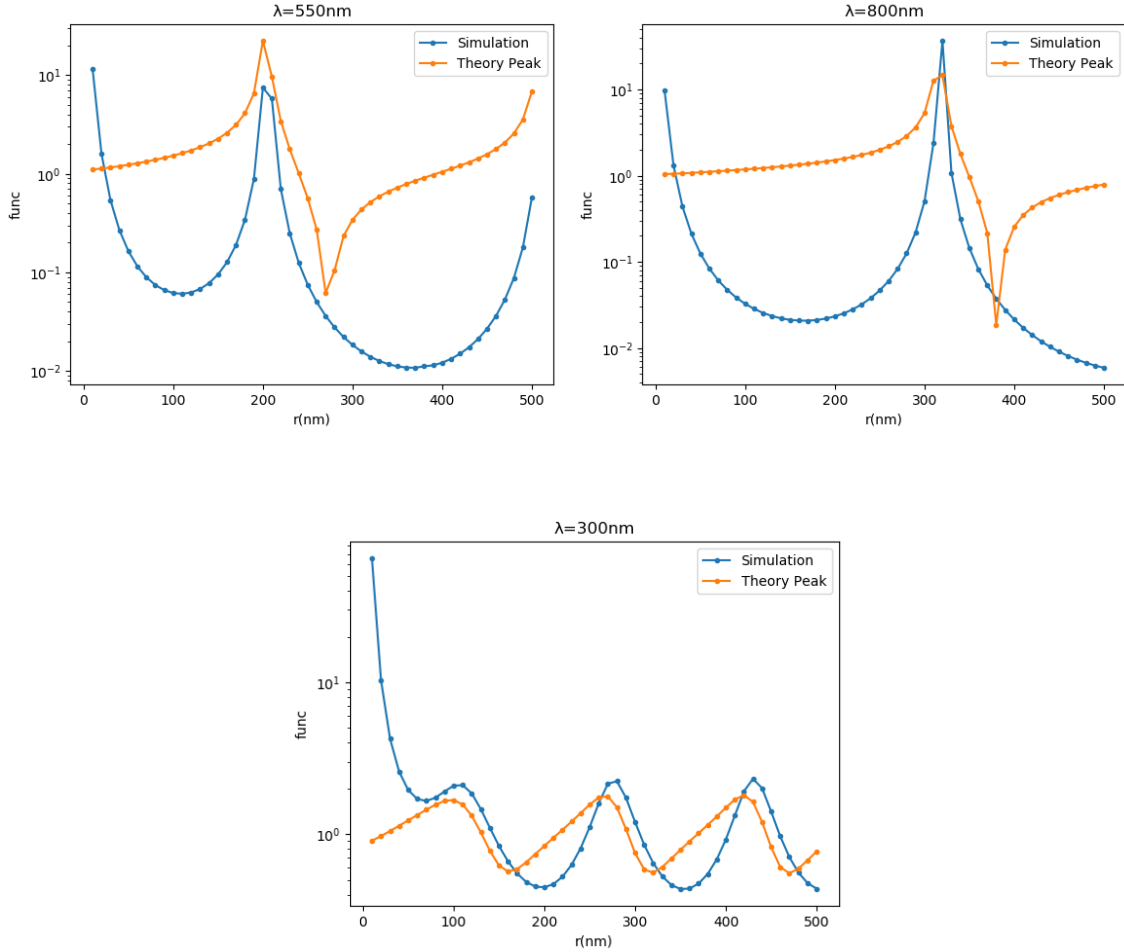 λ=550nm
Simulation
Theory Peak
func
10¹
10⁰
10⁻¹
10⁻²
0 100 200 300 400 500
r(nm)
λ=800nm
Simulation
Theory Peak
func
10¹
10⁰
10⁻¹
10⁻²
0 100 200 300 400 500
r(nm)
λ=300nm
Simulation
Theory Peak
func
10¹
10⁰
0 100 200 300 400 500
r(nm)